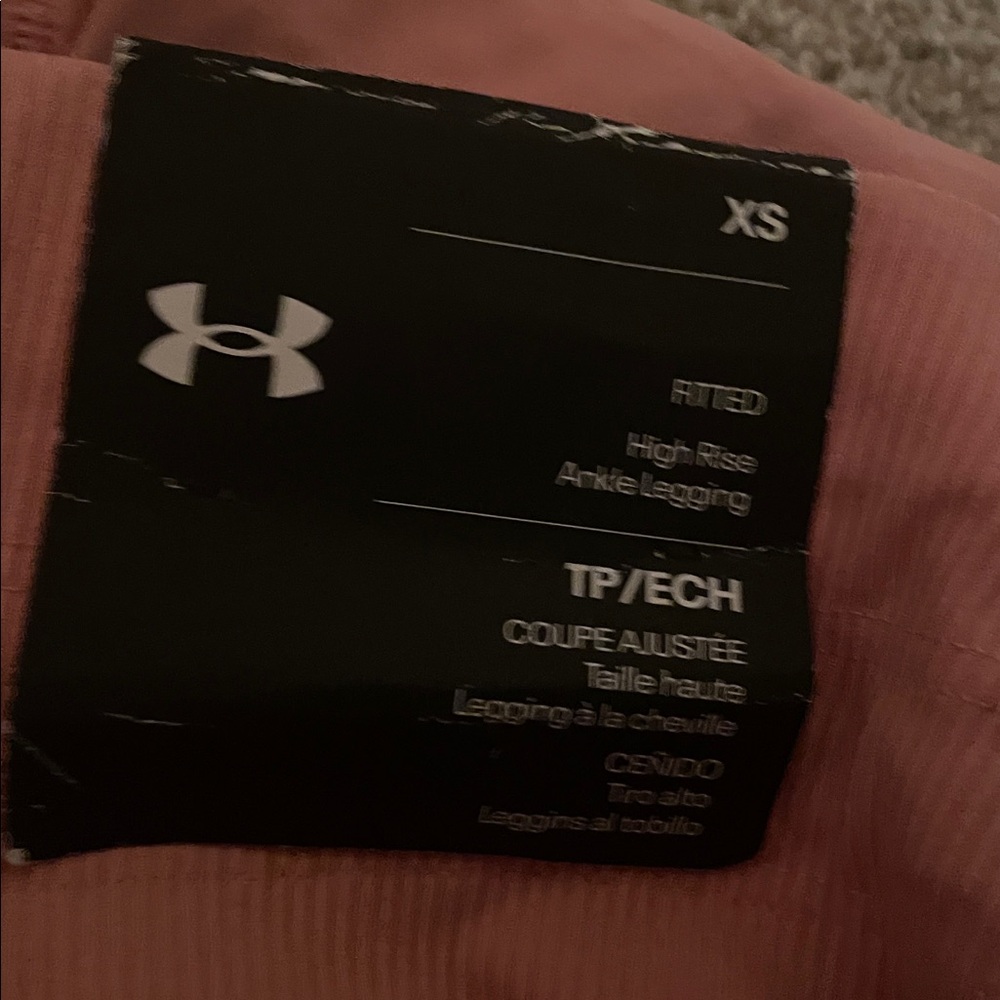 XS
FITTED
High Rise
Ankle Legging
TP/ECH
COUPE AJUSTÉE
Taille haute
Legging à la cheville
CEÑIDO
Tiro alto
Leggins al tobillo